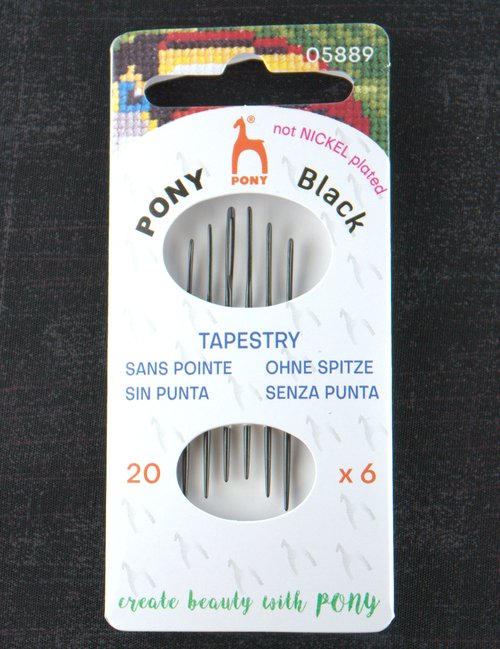 05889
not NICKEL plated
®
PONY
PONY Black
TAPESTRY
SANS POINTE OHNE SPITZE
SIN PUNTA SENZA PUNTA
20 x 6
create beauty with PONY